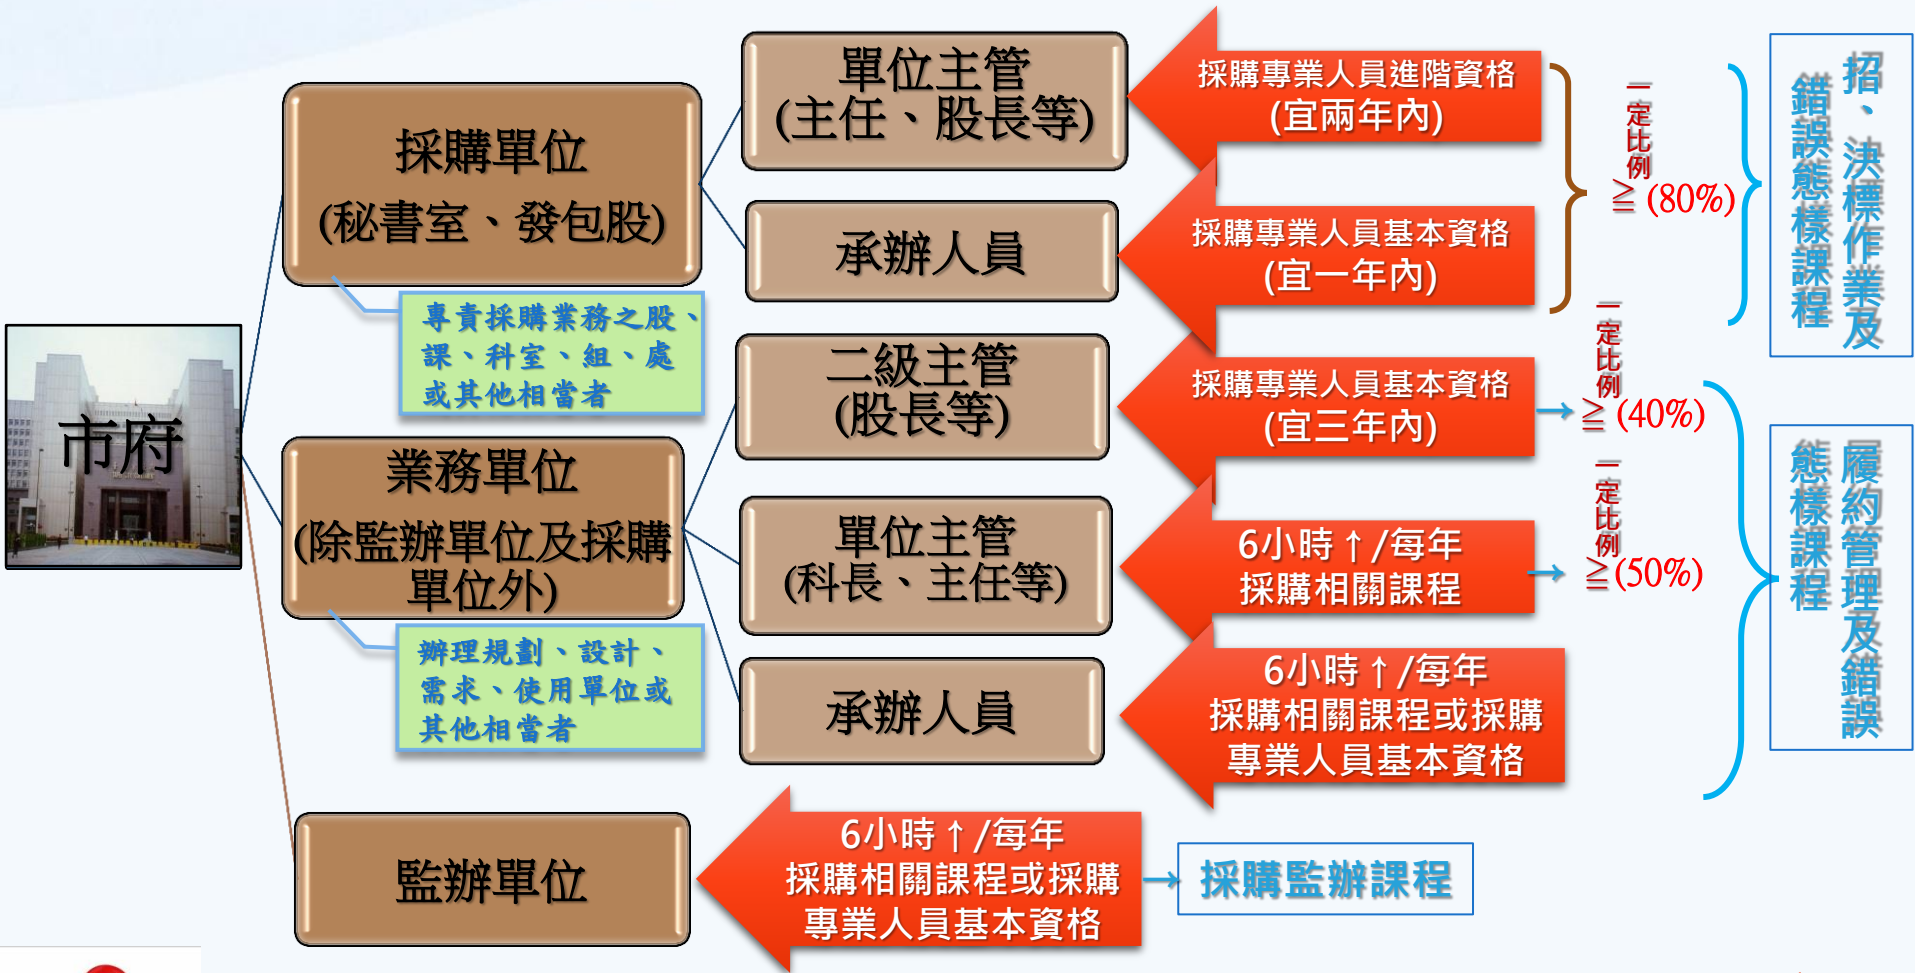 市府
採購單位
(秘書室、發包股)
專責採購業務之股、
課、科室、組、處
或其他相當者
單位主管
(主任、股長等)
採購專業人員進階資格
(宜兩年內)
承辦人員
採購專業人員基本資格
(宜一年內)
一定比例
≧(80%)
招、決標作業及
錯誤態樣課程
業務單位
(除監辦單位及採購
單位外)
辦理規劃、設計、
需求、使用單位或
其他相當者
二級主管
(股長等)
採購專業人員基本資格
(宜三年內)
→
一定比例
≧(40%)
單位主管
(科長、主任等)
6小時↑/每年
採購相關課程
→
一定比例
≧(50%)
承辦人員
6小時↑/每年
採購相關課程或採購
專業人員基本資格
履約管理及錯誤
態樣課程
監辦單位
6小時↑/每年
採購相關課程或採購
專業人員基本資格
→
採購監辦課程